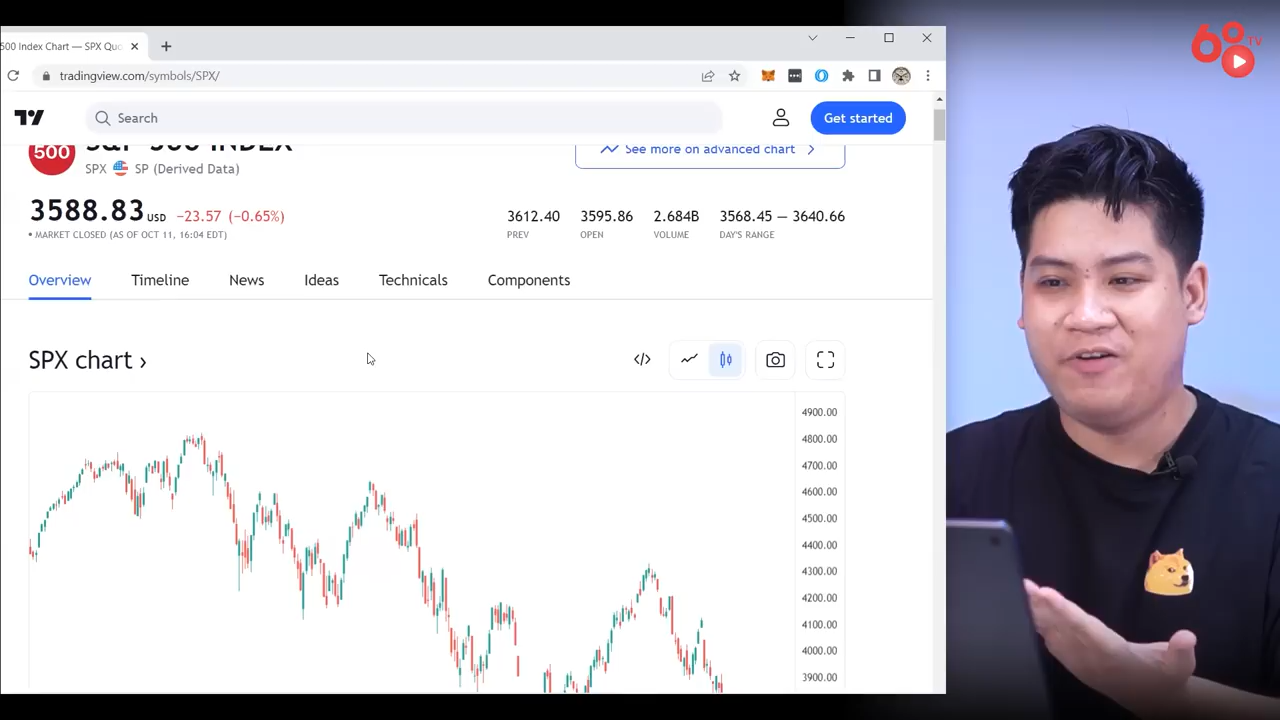 500 Index Chart — SPX Quo
tradingview.com/symbols/SPX/
Search
Get started
500
S&P 500 INDEX
See more on advanced chart
SPX SP (Derived Data)
3588.83 USD −23.57 (−0.65%)
3612.40 3595.86 2.684B 3568.45 — 3640.66
MARKET CLOSED (AS OF OCT 11, 16:04 EDT)
PREV OPEN VOLUME DAY'S RANGE
Overview Timeline News Ideas Technicals Components
SPX chart ›
4900.00
4800.00
4700.00
4600.00
4500.00
4400.00
4300.00
4200.00
4100.00
4000.00
3900.00
68
TV